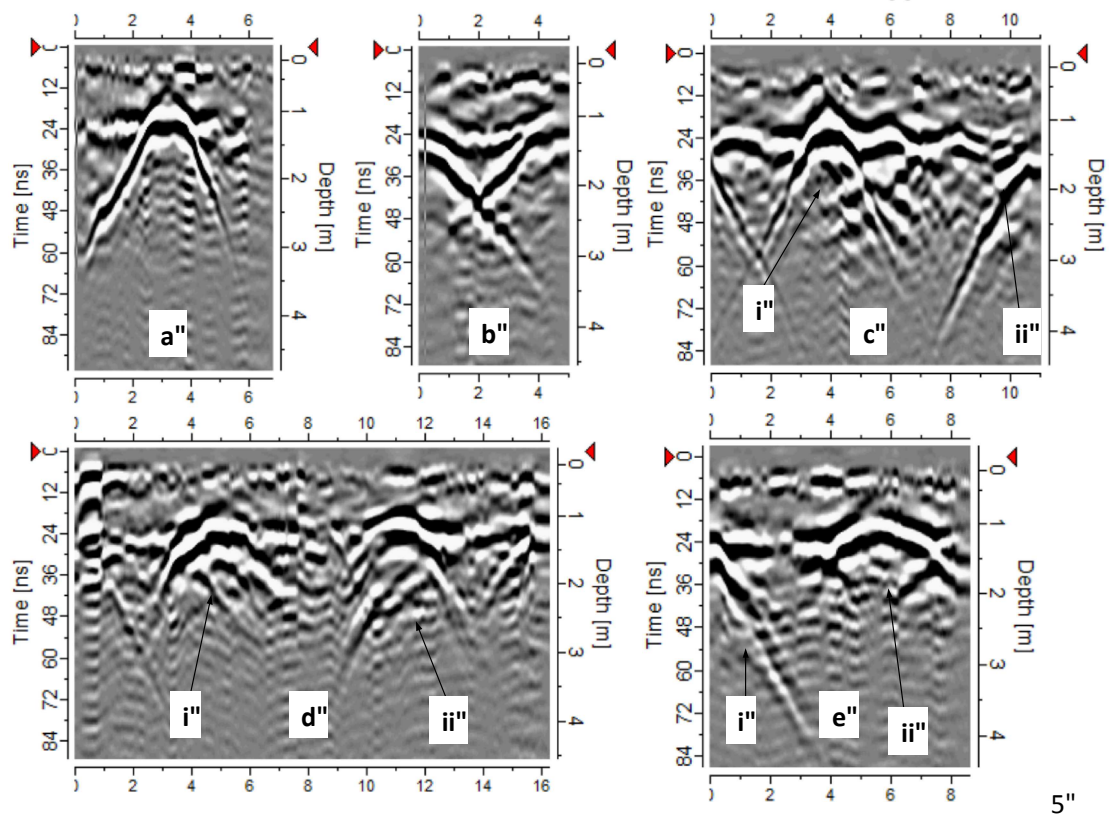 0 2 4 6
0 2 4
0 2 4 6 8 10
0 12 24 36 48 60 72 84
Time [ns]
0 1 2 3 4
Depth [m]
a"
0 2 4 6
0 12 24 36 48 60 72 84
Time [ns]
0 1 2 3 4
Depth [m]
b"
0 2 4
0 12 24 36 48 60 72 84
Time [ns]
0 1 2 3 4
Depth [m]
i"
c"
ii"
0 2 4 6 8 10
0 2 4 6 8 10 12 14 16
0 2 4 6 8
0 12 24 36 48 60 72 84
Time [ns]
0 1 2 3 4
Depth [m]
i"
d"
ii"
0 2 4 6 8 10 12 14 16
0 12 24 36 48 60 72 84
Time [ns]
0 1 2 3 4
Depth [m]
i"
e"
ii"
0 2 4 6 8
5"